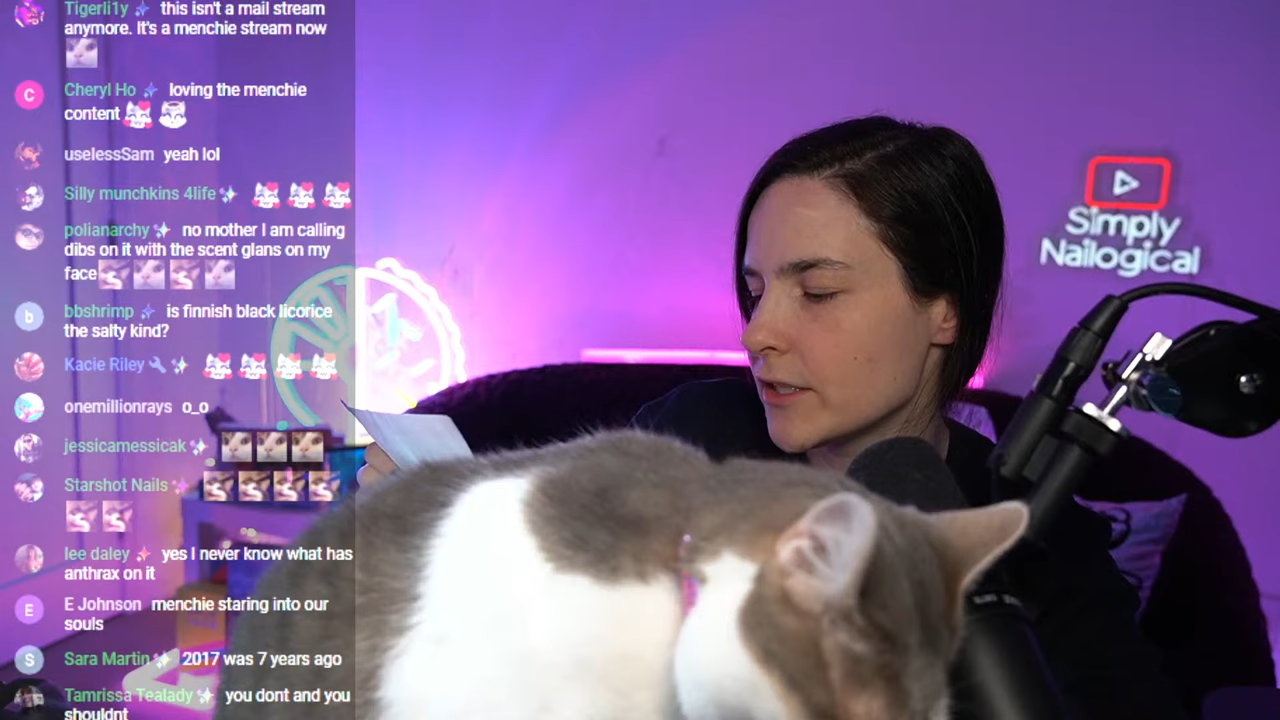 Tigerli1y this isn't a mail stream
anymore. It's a menchie stream now
C Cheryl Ho loving the menchie
content
uselessSam yeah lol
Silly munchkins 4life
polianarchy no mother I am calling
dibs on it with the scent glans on my
face
b bbshrimp is finnish black licorice
the salty kind?
Kacie Riley
onemillionrays o_o
jessicamessicak
Starshot Nails
lee daley yes I never know what has
anthrax on it
E E Johnson menchie staring into our
souls
S Sara Martin 2017 was 7 years ago
Tamrissa Tealady you dont and you
shouldnt
Simply
Nailogical